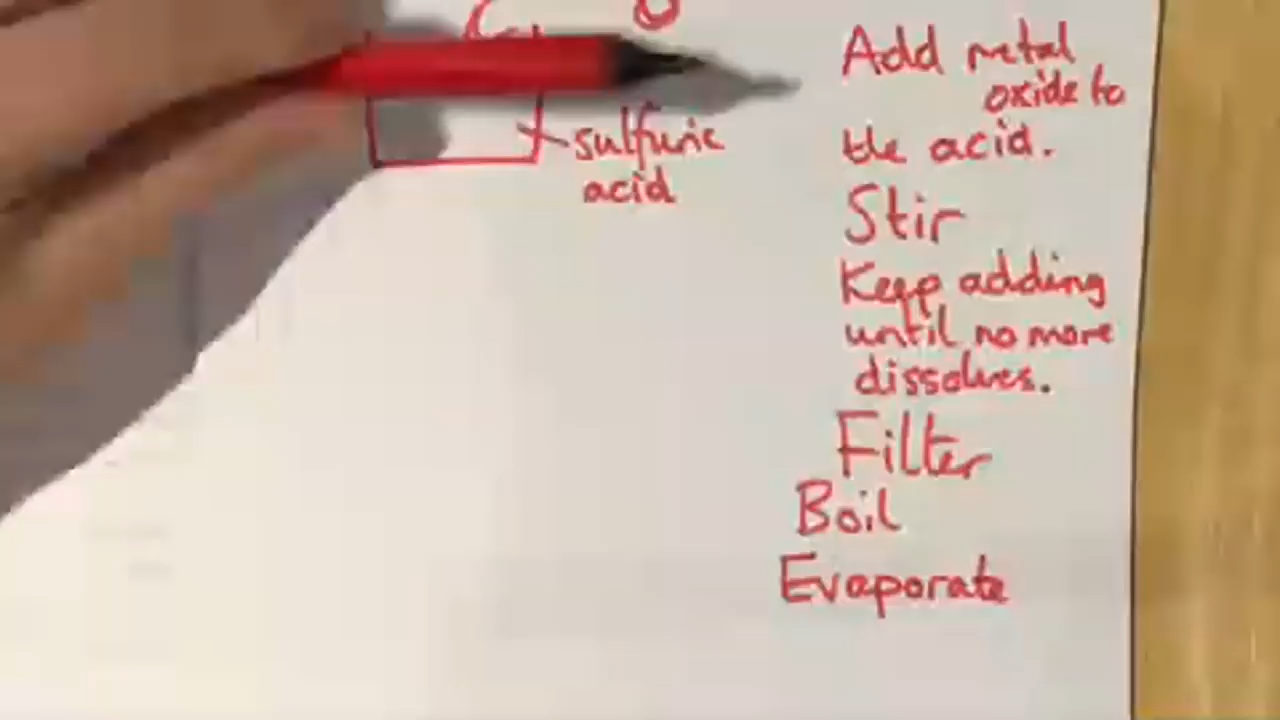 sulfuric
acid
Add metal
oxide to
the acid.
Stir
Keep adding
until no more
dissolves.
Filter
Boil
Evaporate